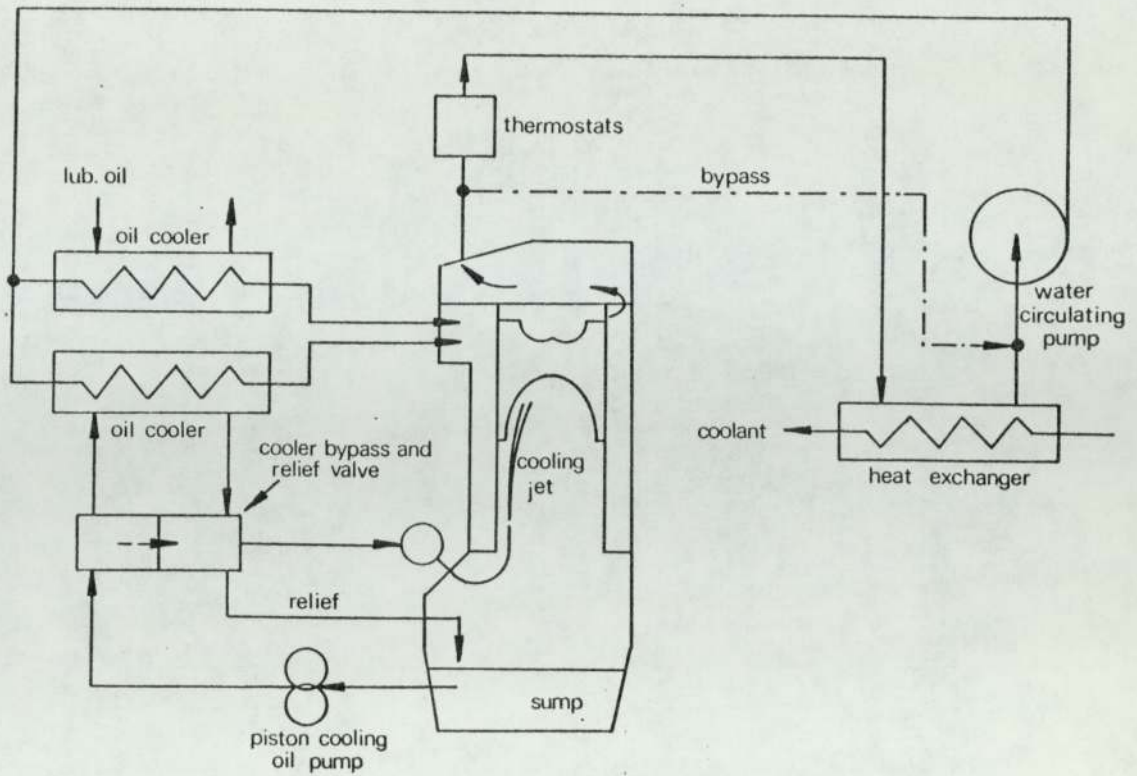 thermostats
lub. oil
bypass
oil cooler
water
circulating
pump
oil cooler
coolant
cooler bypass and
relief valve
cooling
jet
heat exchanger
relief
sump
piston cooling
oil pump